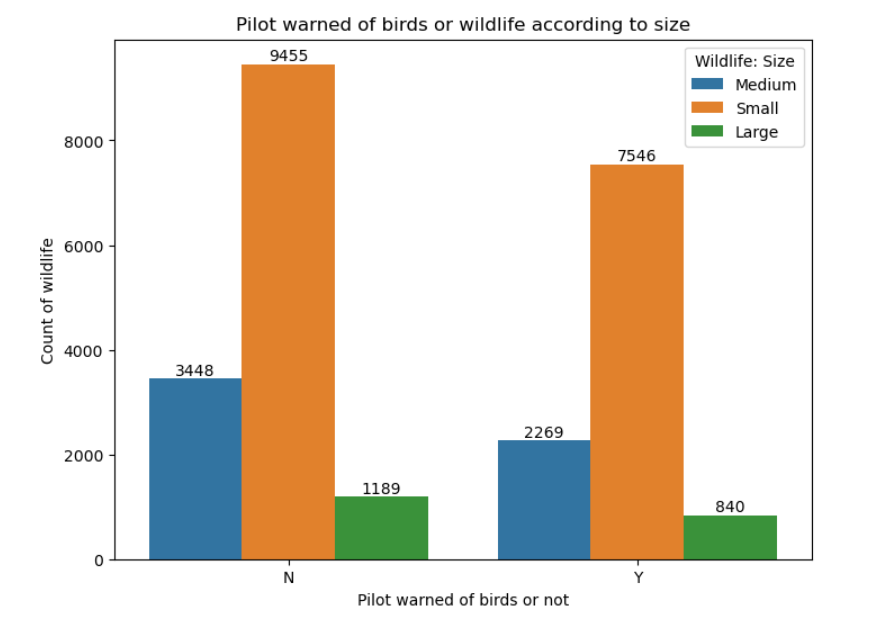 Pilot warned of birds or wildlife according to size
9455
Wildlife: Size
Medium
Small
Large
8000
7546
6000
Count of wildlife
4000
3448
2269
2000
1189
840
0
N
Y
Pilot warned of birds or not